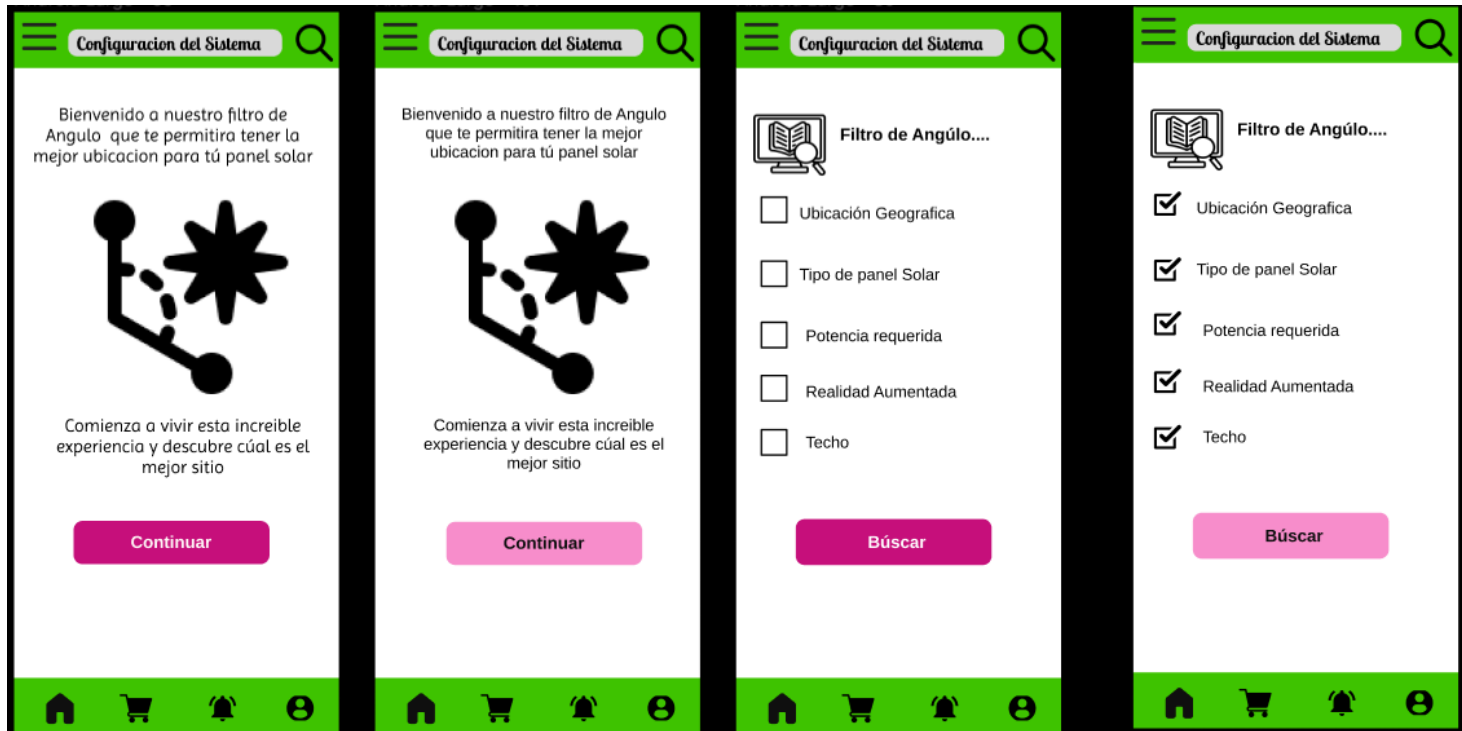 Configuracion del Sistema
Bienvenido a nuestro filtro de
Angulo que te permitira tener la
mejor ubicacion para tú panel solar
Comienza a vivir esta increible
experiencia y descubre cúal es el
mejor sitio
Continuar
Configuracion del Sistema
Bienvenido a nuestro filtro de Angulo
que te permitira tener la mejor
ubicacion para tú panel solar
Comienza a vivir esta increible
experiencia y descubre cúal es el
mejor sitio
Continuar
Configuracion del Sistema
Filtro de Angúlo....
Ubicación Geografica
Tipo de panel Solar
Potencia requerida
Realidad Aumentada
Techo
Búscar
Configuracion del Sistema
Filtro de Angúlo....
Ubicación Geografica
Tipo de panel Solar
Potencia requerida
Realidad Aumentada
Techo
Búscar